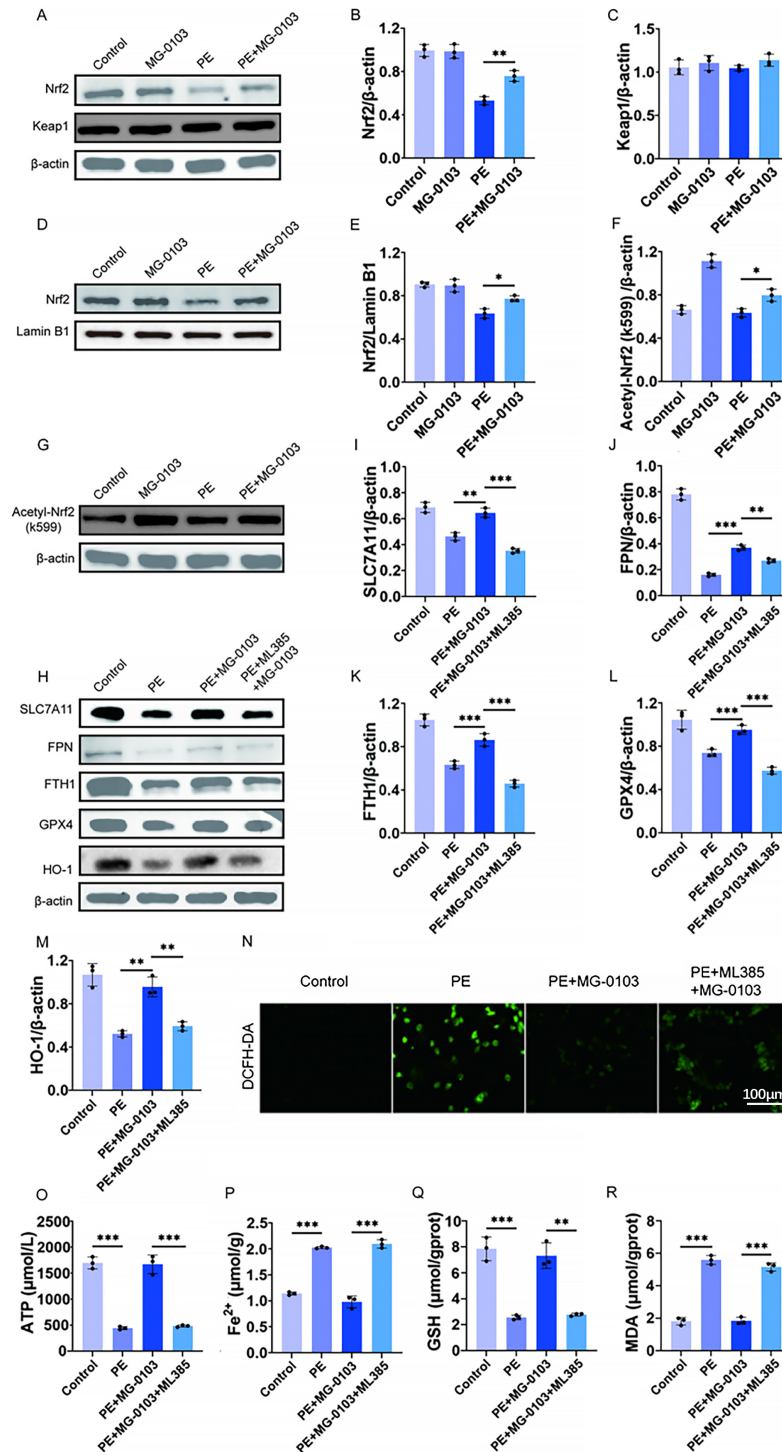 A
Control
MG-0103
PE
PE+MG-0103
Nrf2
Keap1
β-actin
B
Nrf2/β-actin
1.2
0.8
0.4
0.0
**
Control
MG-0103
PE
PE+MG-0103
C
Keap1/β-actin
1.5
1.0
0.5
0.0
Control
MG-0103
PE
PE+MG-0103
D
Control
MG-0103
PE
PE+MG-0103
Nrf2
Lamin B1
E
Nrf2/Lamin B1
1.2
0.8
0.4
0.0
*
Control
MG-0103
PE
PE+MG-0103
F
Acetyl-Nrf2 (k599) /β-actin
1.2
0.8
0.4
0.0
*
Control
MG-0103
PE
PE+MG-0103
G
Control
MG-0103
PE
PE+MG-0103
Acetyl-Nrf2
(k599)
β-actin
I
SLC7A11/β-actin
1.0
0.8
0.6
0.4
0.2
0.0
**
***
Control
PE
PE+MG-0103
PE+MG-0103+ML385
J
FPN/β-actin
1.0
0.8
0.6
0.4
0.2
0.0
***
**
Control
PE
PE+MG-0103
PE+MG-0103+ML385
H
Control
PE
PE+MG-0103
PE+ML385
+MG-0103
SLC7A11
FPN
FTH1
GPX4
HO-1
β-actin
K
FTH1/β-actin
1.2
0.8
0.4
0.0
***
***
Control
PE
PE+MG-0103
PE+MG-0103+ML385
L
GPX4/β-actin
1.2
0.8
0.4
0.0
***
***
Control
PE
PE+MG-0103
PE+MG-0103+ML385
M
HO-1/β-actin
1.2
0.8
0.4
0.0
**
**
Control
PE
PE+MG-0103
PE+MG-0103+ML385
N
Control
PE
PE+MG-0103
PE+ML385
+MG-0103
DCFH-DA
100μm
O
ATP (μmol/L)
2000
1500
1000
500
0
***
***
Control
PE
PE+MG-0103
PE+MG-0103+ML385
P
Fe²⁺ (μmol/g)
2.5
2.0
1.5
1.0
0.5
0.0
***
***
Control
PE
PE+MG-0103
PE+MG-0103+ML385
Q
GSH (μmol/gprot)
10
8
6
4
2
0
***
**
Control
PE
PE+MG-0103
PE+MG-0103+ML385
R
MDA (μmol/gprot)
8
6
4
2
0
***
***
Control
PE
PE+MG-0103
PE+MG-0103+ML385